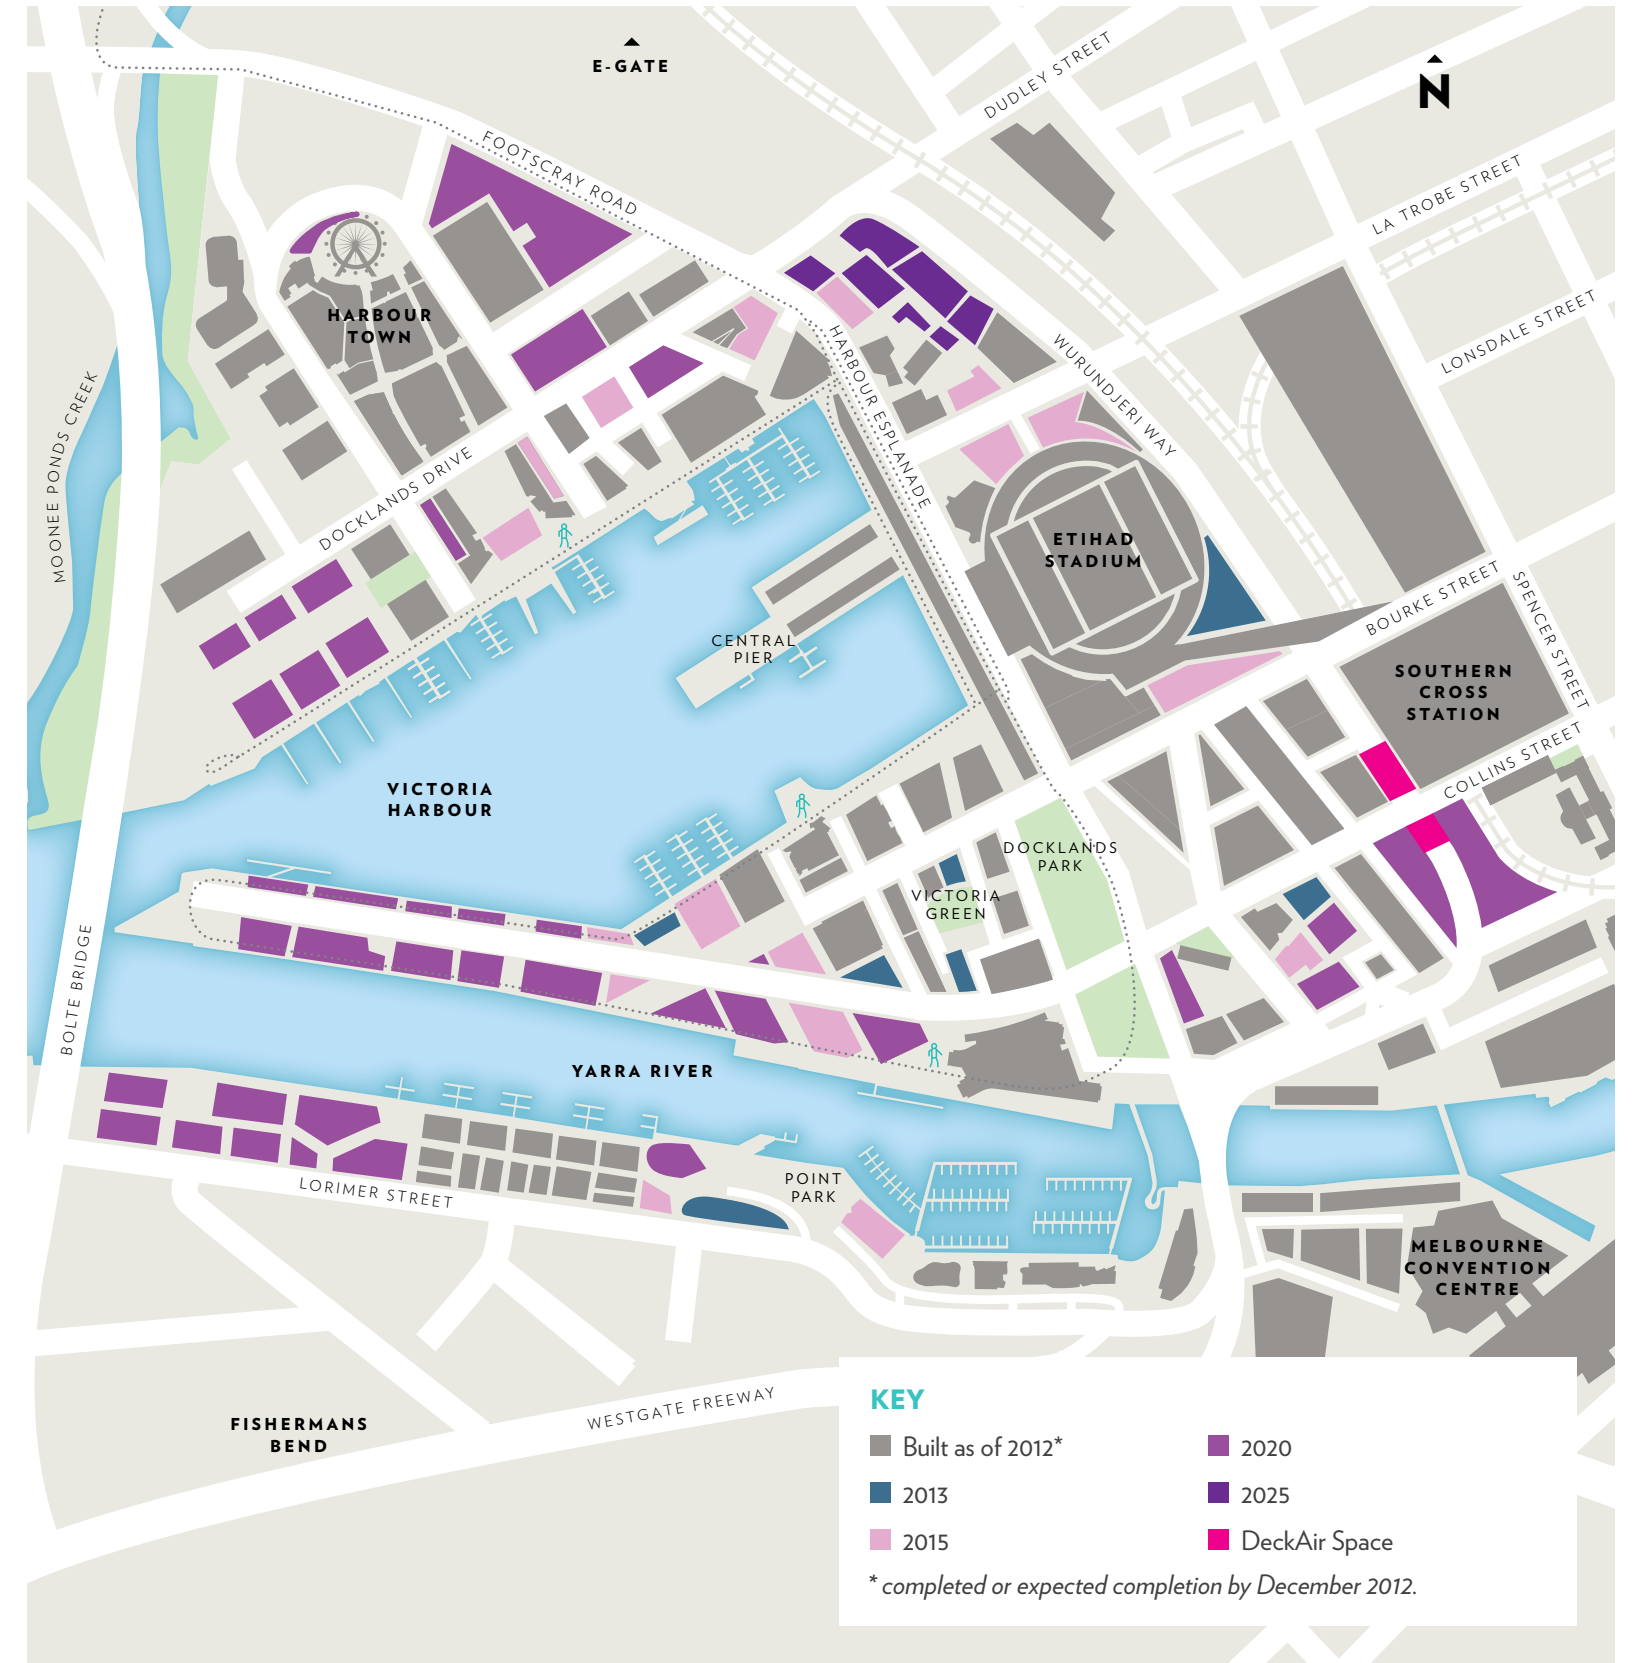 E-GATE
DUDLEY STREET
N
FOOTSCRAY ROAD
LA TROBE STREET
LONSDALE STREET
HARBOUR
TOWN
HARBOUR ESPLANADE
WURUNDJERI WAY
MOONEE PONDS CREEK
DOCKLANDS DRIVE
ETIHAD
STADIUM
BOURKE STREET
SPENCER STREET
CENTRAL
PIER
SOUTHERN
CROSS
STATION
COLLINS STREET
VICTORIA
HARBOUR
DOCKLANDS
PARK
VICTORIA
GREEN
BOLTE BRIDGE
YARRA RIVER
POINT
PARK
LORIMER STREET
MELBOURNE
CONVENTION
CENTRE
WESTGATE FREEWAY
FISHERMANS
BEND
KEY
Built as of 2012*
2013
2015
2020
2025
DeckAir Space
* completed or expected completion by December 2012.